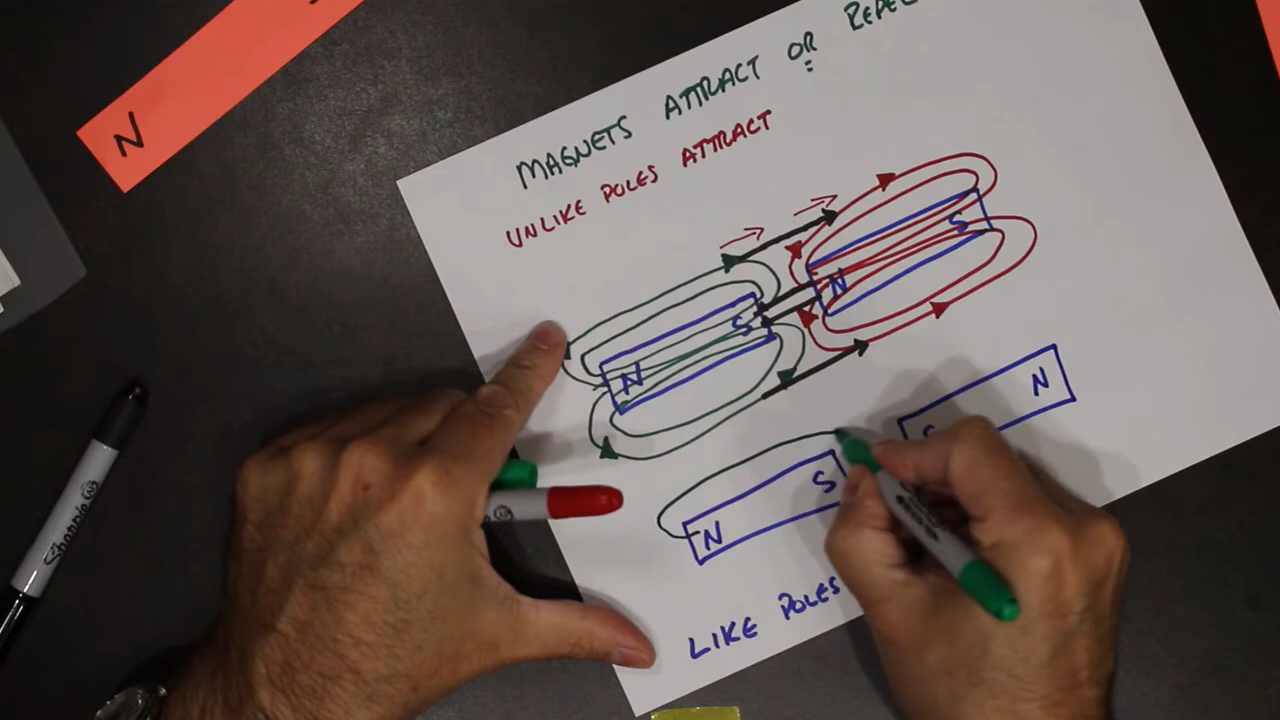 N
MAGNETS ATTRACT OR REPEL
UNLIKE POLES ATTRACT
N S
N S
N S
S N
LIKE POLES
Sharpie